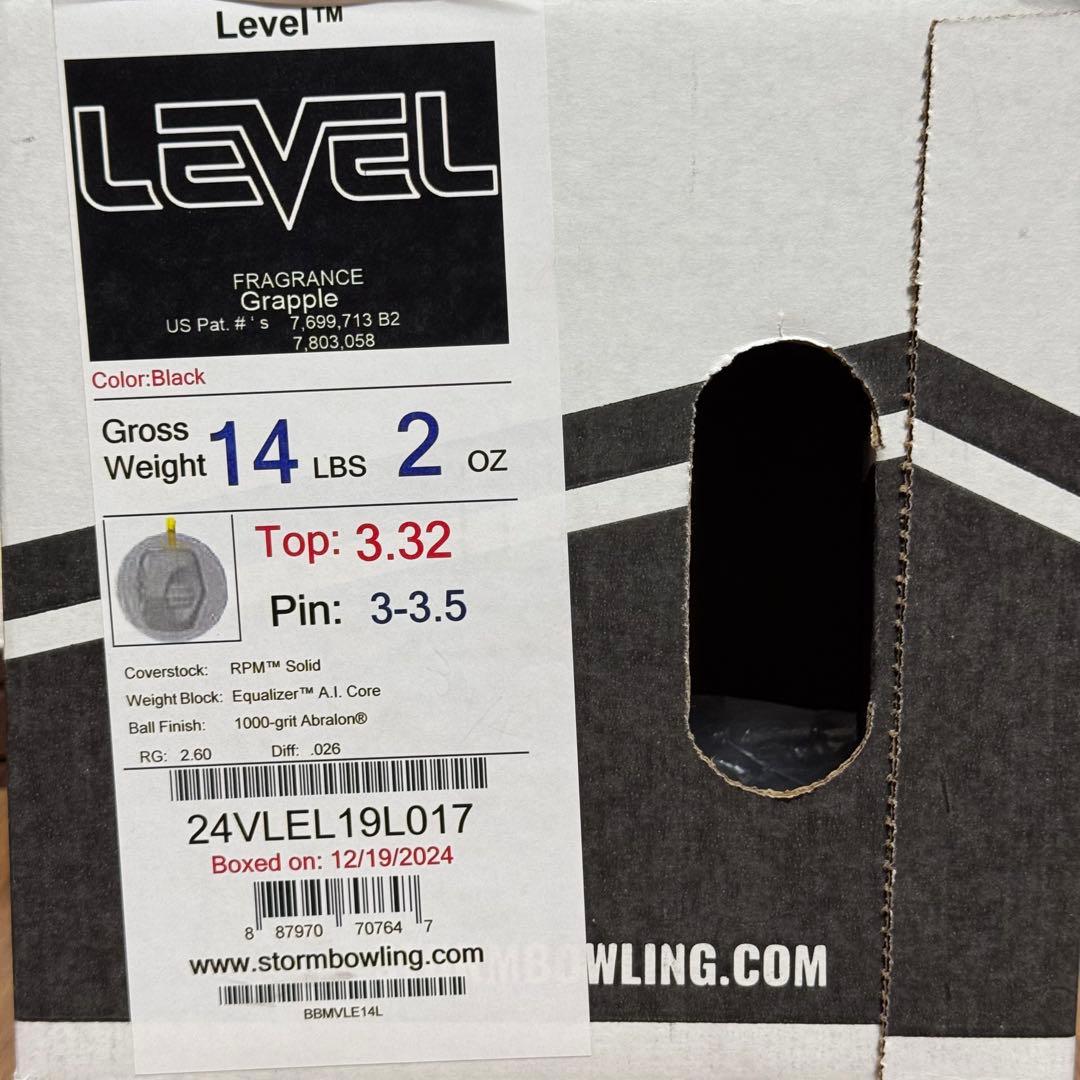 Level™
LEVEL
FRAGRANCE
Grapple
US Pat. # ' s 7,699,713 B2
7,803,058
Color:Black
Gross Weight 14 LBS 2 OZ
Top: 3.32
Pin: 3-3.5
Coverstock: RPM™ Solid
Weight Block: Equalizer™ A.I. Core
Ball Finish: 1000-grit Abralon®
RG: 2.60 Diff: .026
24VLEL19L017
Boxed on: 12/19/2024
8 87970 70764 7
www.stormbowling.com
BBMVLE14L
RMBOWLING.COM